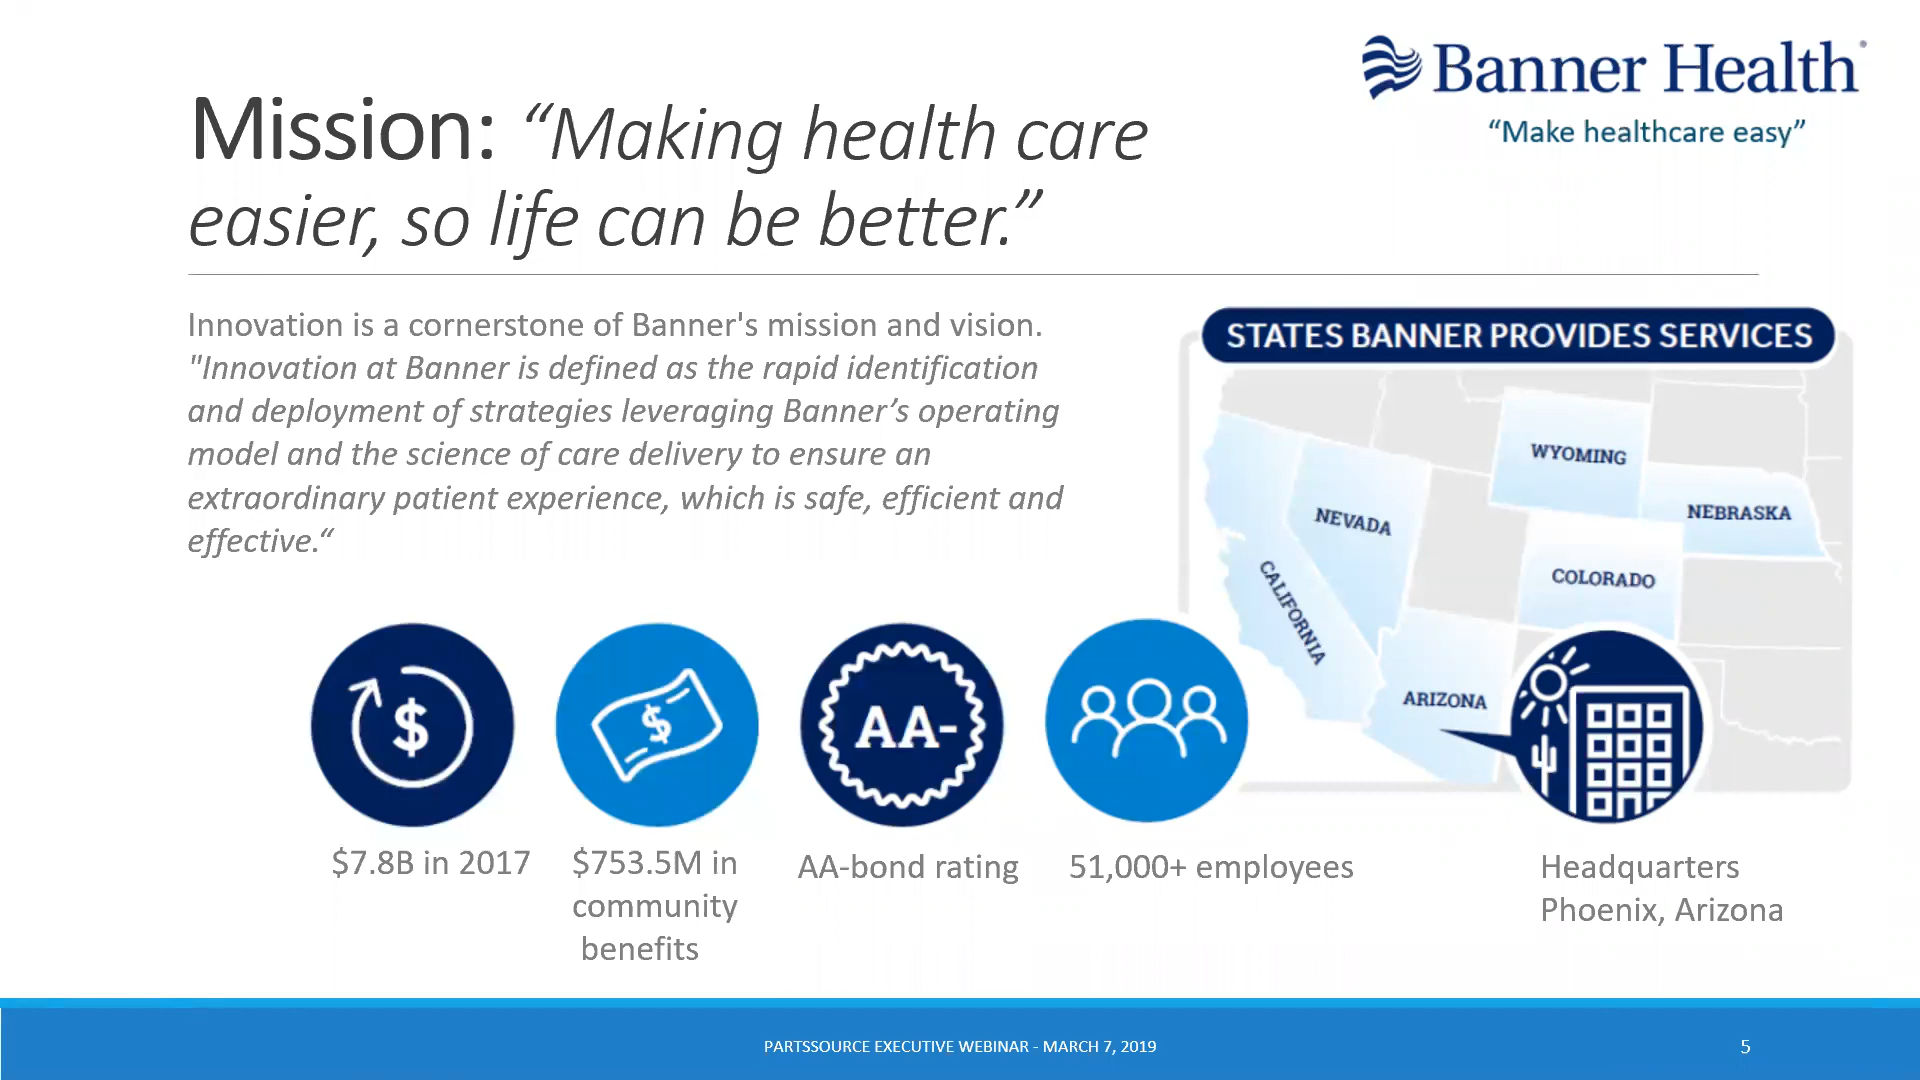 Banner Health
“Make healthcare easy”
Mission: “Making health care
easier, so life can be better.”
Innovation is a cornerstone of Banner's mission and vision.
"Innovation at Banner is defined as the rapid identification
and deployment of strategies leveraging Banner’s operating
model and the science of care delivery to ensure an
extraordinary patient experience, which is safe, efficient and
effective.“
STATES BANNER PROVIDES SERVICES
WYOMING
NEBRASKA
NEVADA
COLORADO
CALIFORNIA
ARIZONA
$
$
AA-
$7.8B in 2017
$753.5M in
community
benefits
AA-bond rating
51,000+ employees
Headquarters
Phoenix, Arizona
PARTSSOURCE EXECUTIVE WEBINAR - MARCH 7, 2019
5